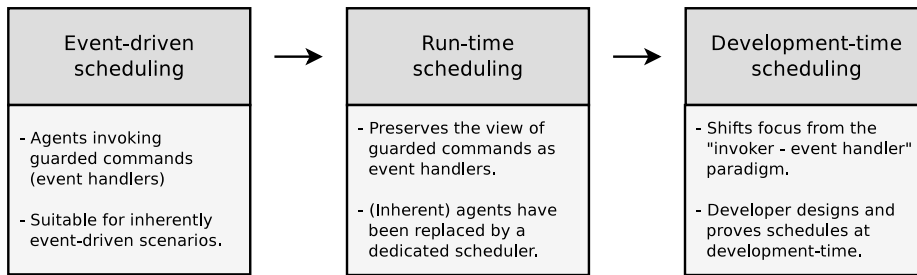 Event-driven
scheduling
- Agents invoking
guarded commands
(event handlers)
- Suitable for inherently
event-driven scenarios.
Run-time
scheduling
- Preserves the view of
guarded commands as
event handlers.
- (Inherent) agents have
been replaced by a
dedicated scheduler.
Development-time
scheduling
- Shifts focus from the
"invoker - event handler"
paradigm.
- Developer designs and
proves schedules at
development-time.